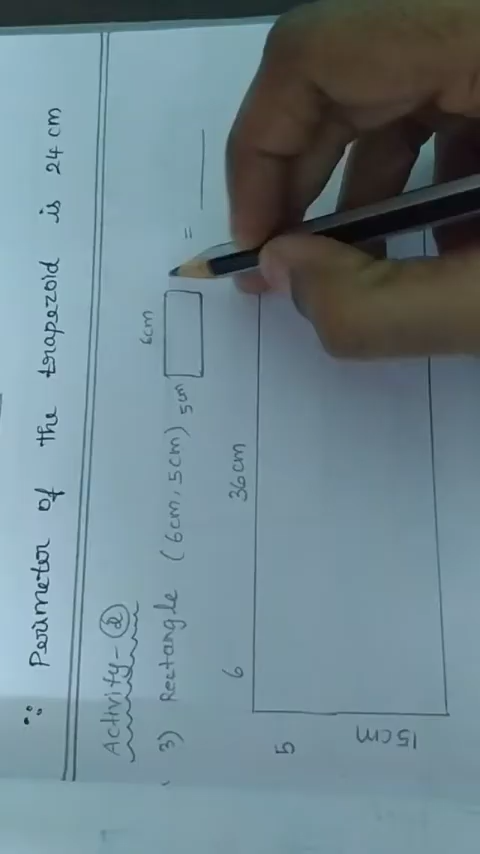 ∴ Perimeter of the trapezoid is 24 cm
Activity-②
3) Rectangle (6cm, 5cm) 5cm 6cm = ____
6 36cm
5 15cm